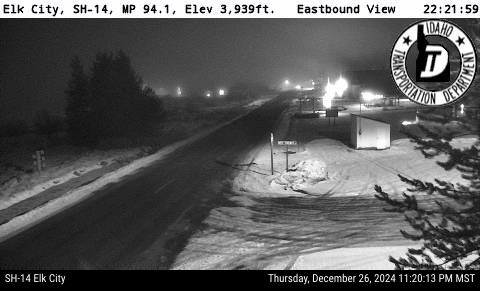 Elk City, SH-14, MP 94.1, Elev 3,939ft. Eastbound View 22:21:59
IDAHO
TRANSPORTATION DEPARTMENT
SH-14 Elk City Thursday, December 26, 2024 11:20:13 PM MST